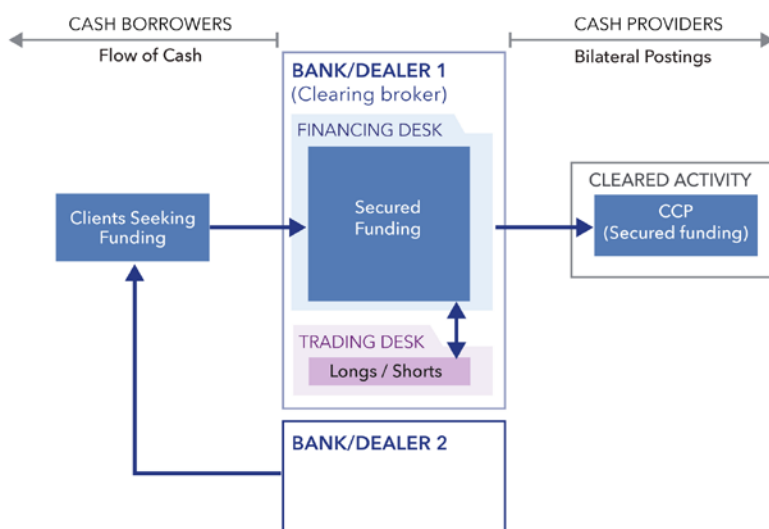 CASH BORROWERS
Flow of Cash
CASH PROVIDERS
Bilateral Postings
BANK/DEALER 1
(Clearing broker)
FINANCING DESK
Secured
Funding
Clients Seeking
Funding
CLEARED ACTIVITY
CCP
(Secured funding)
TRADING DESK
Longs / Shorts
BANK/DEALER 2